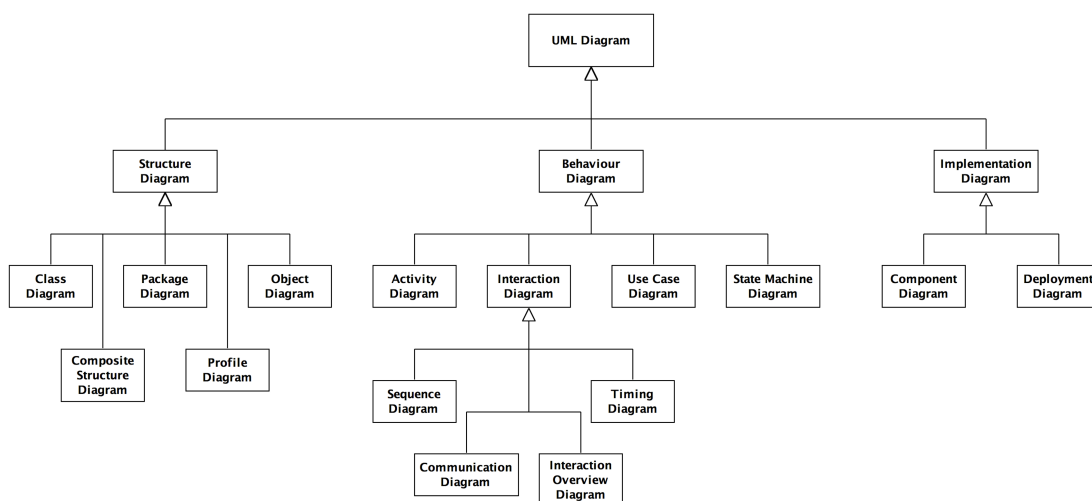 UML Diagram
Structure
Diagram
Behaviour
Diagram
Implementation
Diagram
Class
Diagram
Package
Diagram
Object
Diagram
Activity
Diagram
Interaction
Diagram
Use Case
Diagram
State Machine
Diagram
Component
Diagram
Deployment
Diagram
Composite
Structure
Diagram
Profile
Diagram
Sequence
Diagram
Timing
Diagram
Communication
Diagram
Interaction
Overview
Diagram